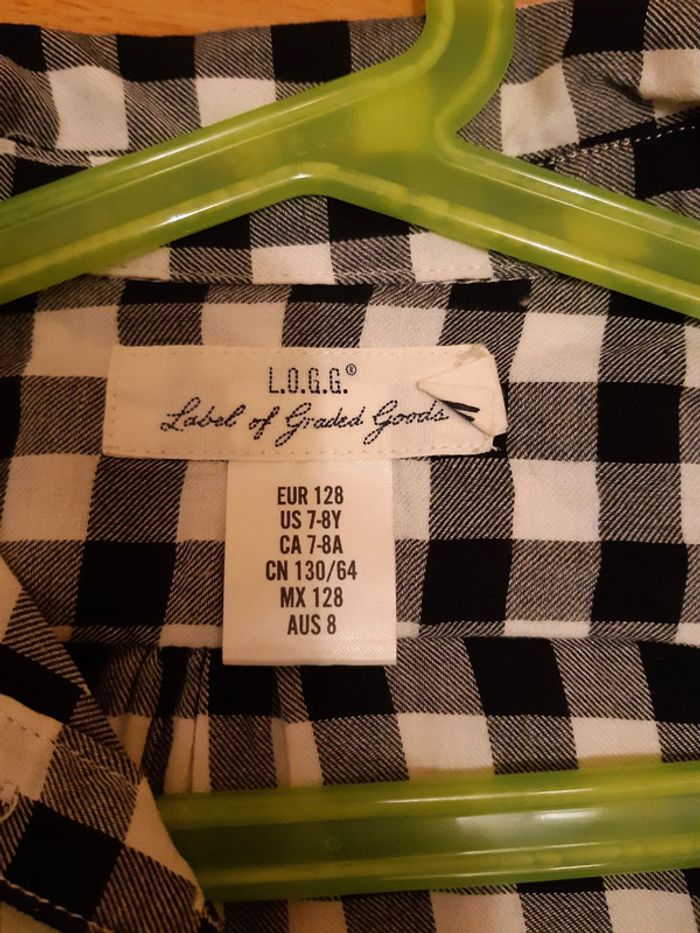 L.O.G.G.®
Label of Graded Goods
EUR 128
US 7-8Y
CA 7-8A
CN 130/64
MX 128
AUS 8